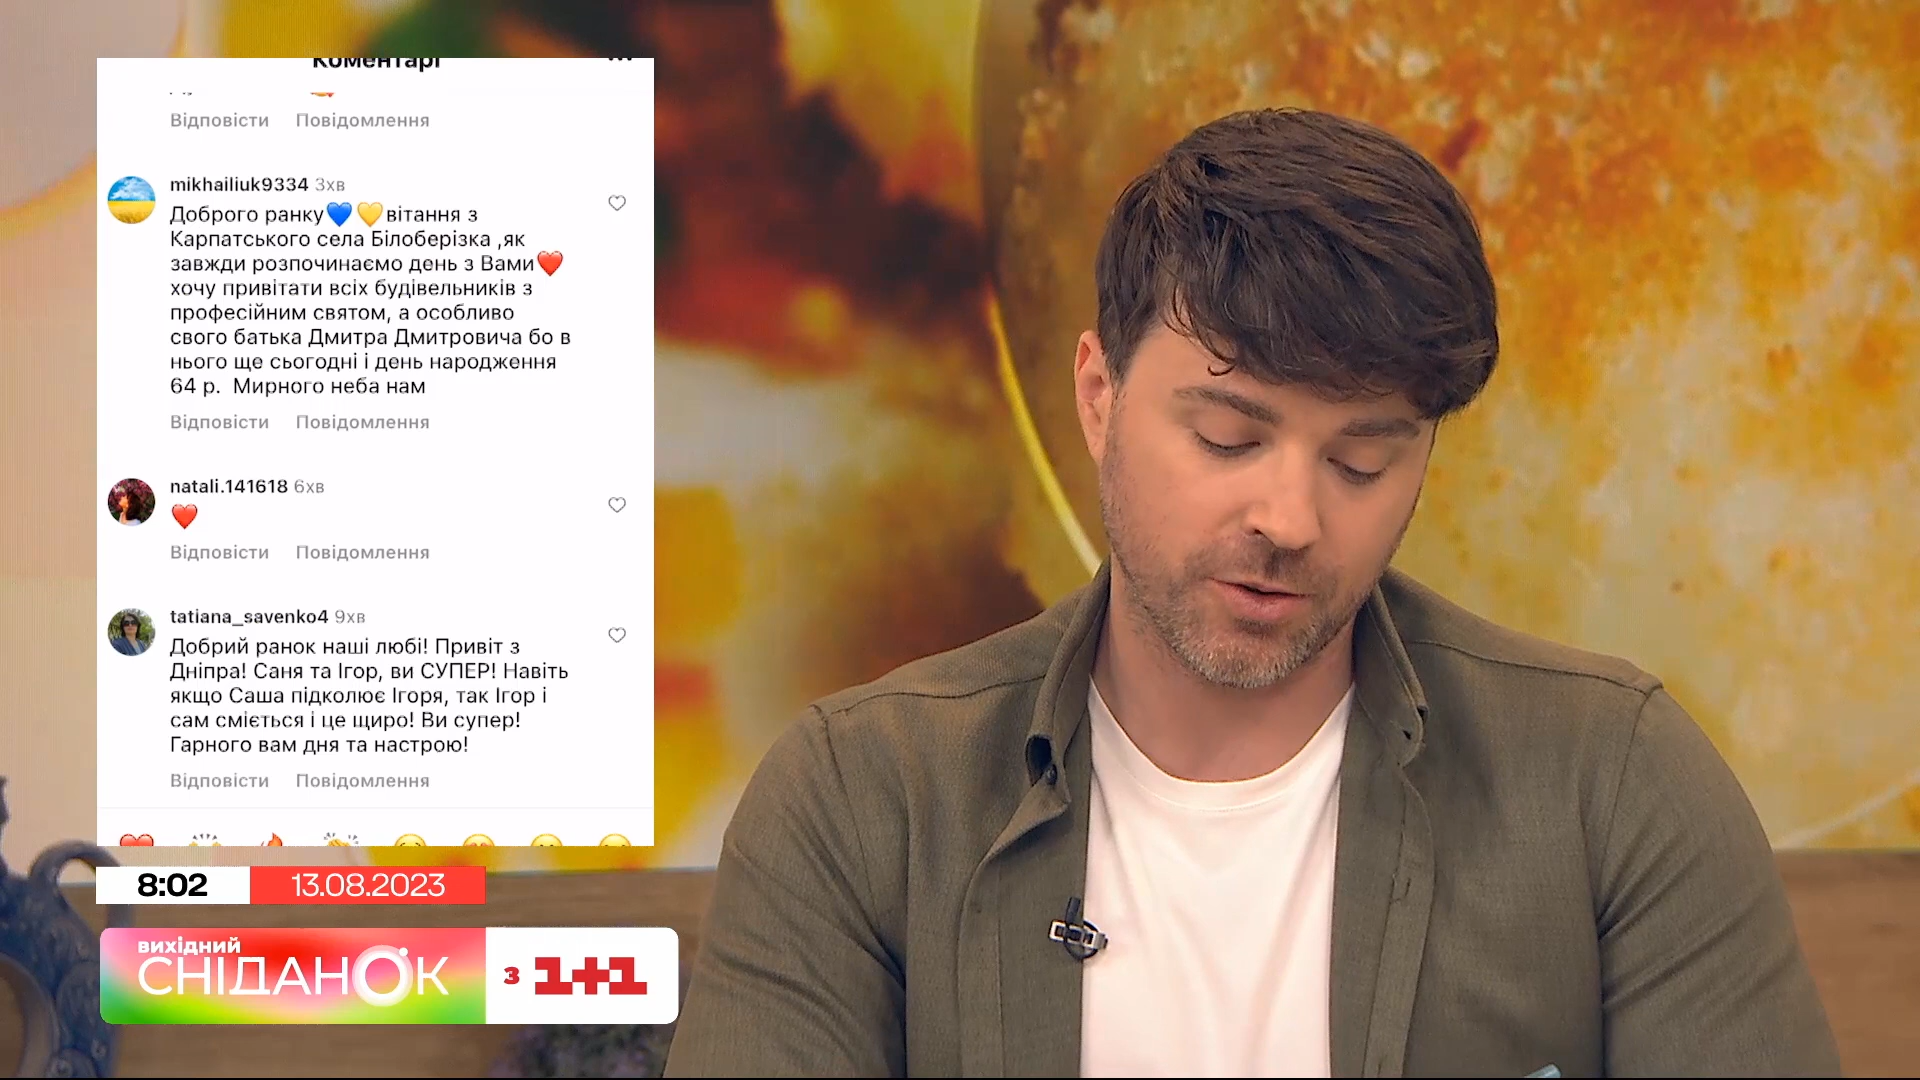 Коментарі
Відповісти Повідомлення
mikhailiuk9334 3хв
Доброго ранку💙💛вітання з
Карпатського села Білоберізка ,як
завжди розпочинаємо день з Вами❤️
хочу привітати всіх будівельників з
професійним святом, а особливо
свого батька Дмитра Дмитровича бо в
нього ще сьогодні і день народження
64 р. Мирного неба нам
Відповісти Повідомлення
natali.141618 6хв
❤️
Відповісти Повідомлення
tatiana_savenko4 9хв
Добрий ранок наші любі! Привіт з
Дніпра! Саня та Ігор, ви СУПЕР! Навіть
якщо Саша підколює Ігоря, так Ігор і
сам сміється і це щиро! Ви супер!
Гарного вам дня та настрою!
Відповісти Повідомлення
8:02 13.08.2023
вихідний
СНІДАНОК
з 1+1